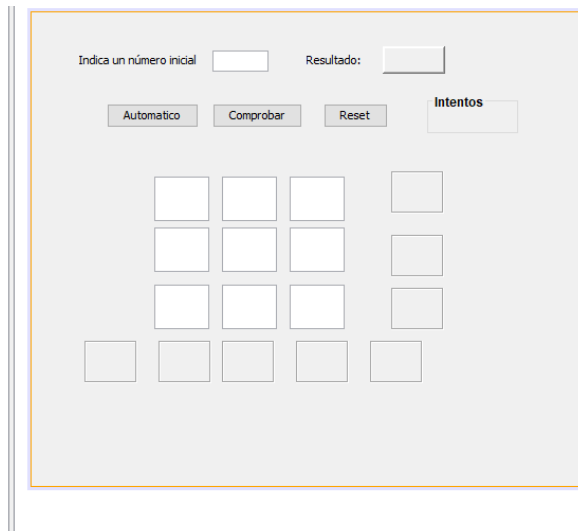 Indica un número inicial
Resultado:
Automatico
Comprobar
Reset
Intentos